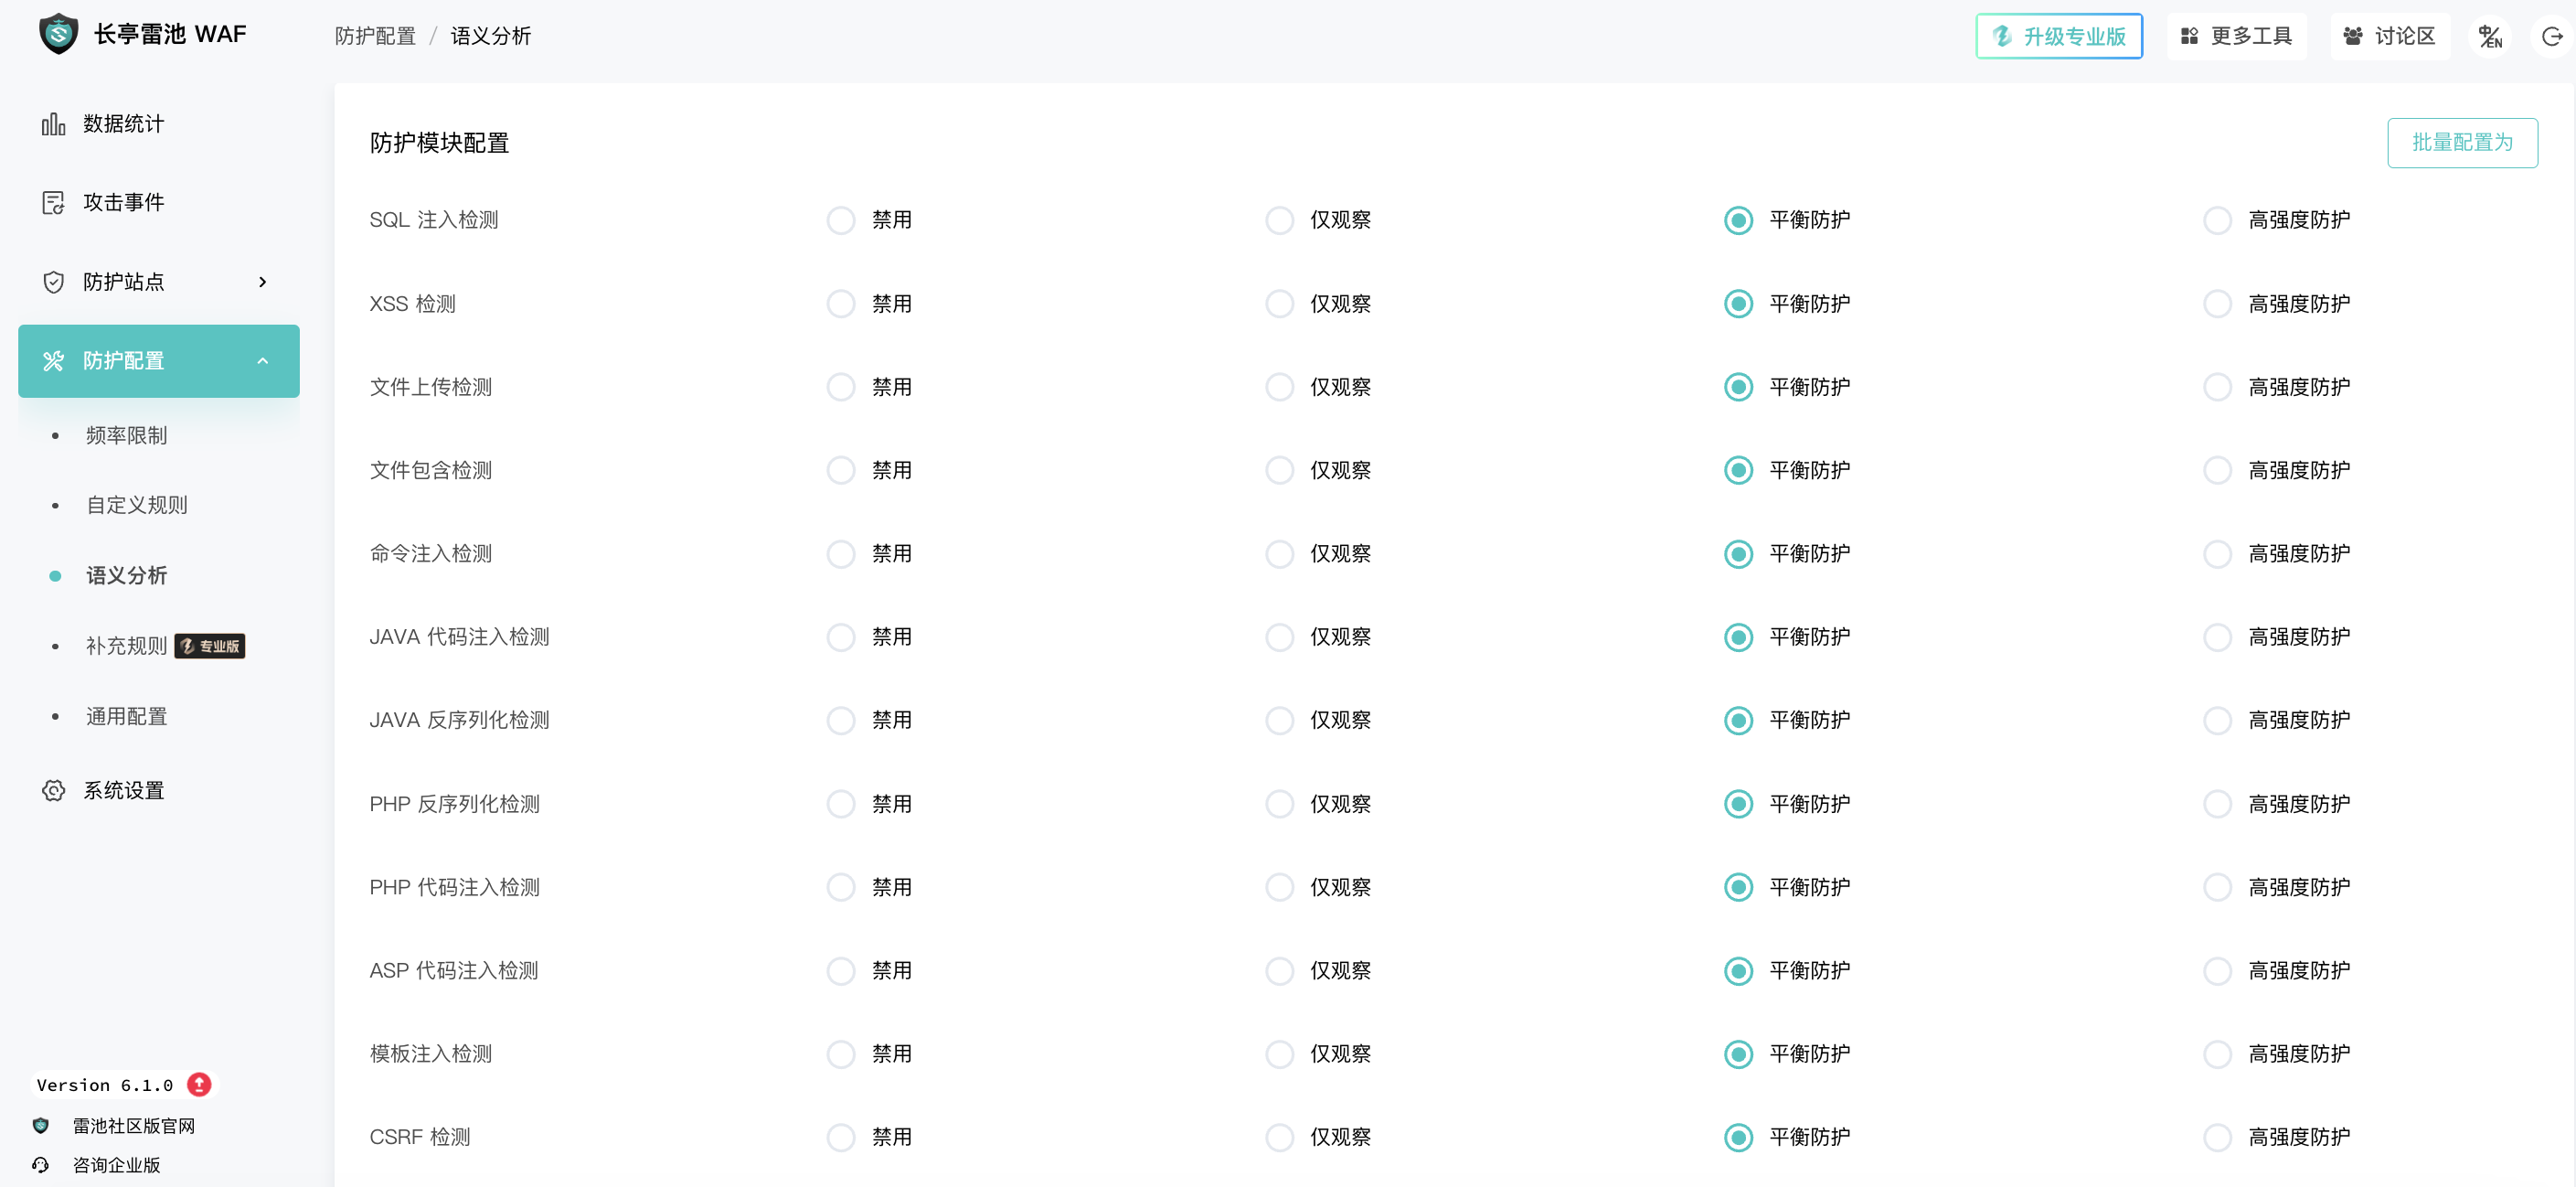 长亭雷池 WAF
防护配置 / 语义分析
升级专业版
更多工具
讨论区
中/EN
数据统计
攻击事件
防护站点
防护配置
频率限制
自定义规则
语义分析
补充规则 专业版
通用配置
系统设置
Version 6.1.0
雷池社区版官网
咨询企业版
防护模块配置
批量配置为
SQL 注入检测 禁用 仅观察 平衡防护 高强度防护
XSS 检测 禁用 仅观察 平衡防护 高强度防护
文件上传检测 禁用 仅观察 平衡防护 高强度防护
文件包含检测 禁用 仅观察 平衡防护 高强度防护
命令注入检测 禁用 仅观察 平衡防护 高强度防护
JAVA 代码注入检测 禁用 仅观察 平衡防护 高强度防护
JAVA 反序列化检测 禁用 仅观察 平衡防护 高强度防护
PHP 反序列化检测 禁用 仅观察 平衡防护 高强度防护
PHP 代码注入检测 禁用 仅观察 平衡防护 高强度防护
ASP 代码注入检测 禁用 仅观察 平衡防护 高强度防护
模板注入检测 禁用 仅观察 平衡防护 高强度防护
CSRF 检测 禁用 仅观察 平衡防护 高强度防护